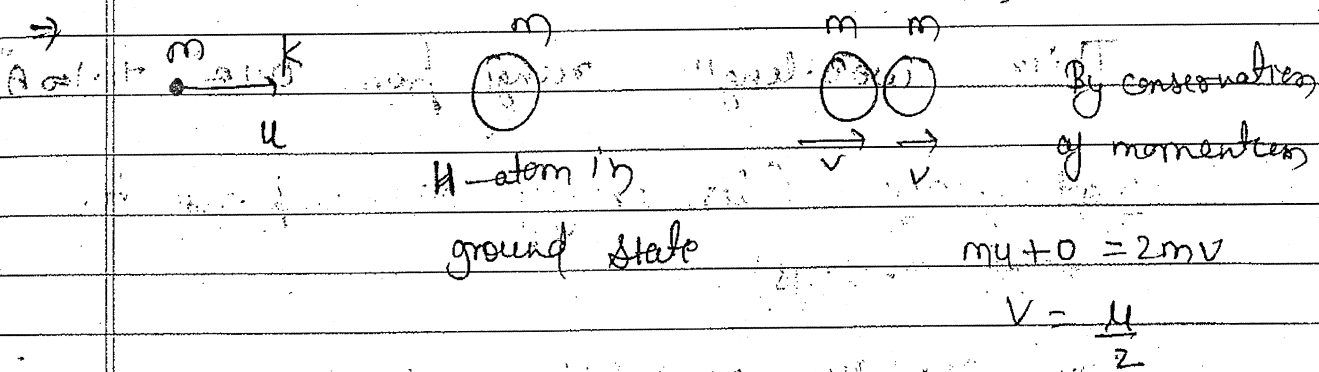 ⇒ m K m m m By conservation
u v v of momentum
H-atom in
ground state mu+0 = 2mv
v = u/2